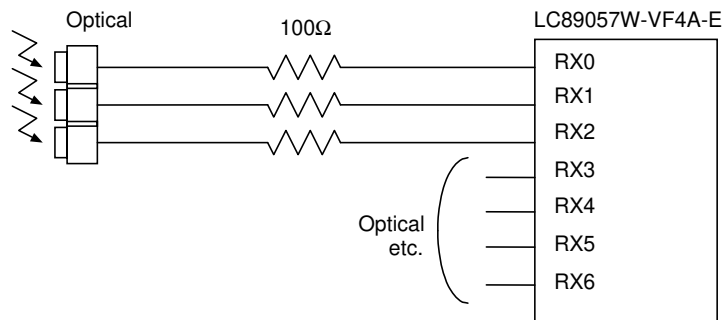 Optical
100Ω
LC89057W-VF4A-E
RX0
RX1
RX2
RX3
RX4
RX5
RX6
Optical
etc.